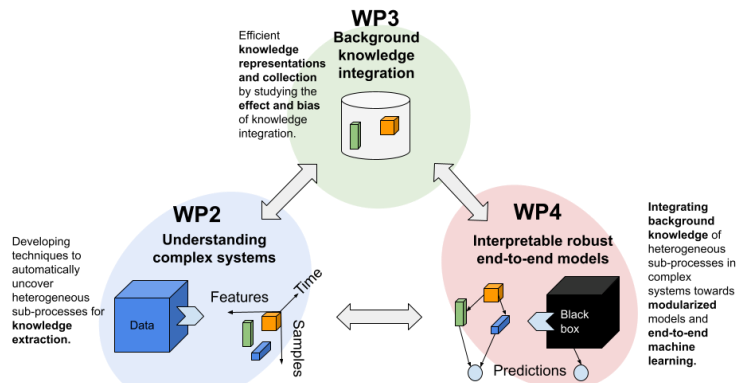 WP3
Background
knowledge
integration
Efficient
knowledge
representations
and collection
by studying the
effect and bias
of knowledge
integration.
WP2
Understanding
complex systems
Developing
techniques to
automatically
uncover
heterogeneous
sub-processes for
knowledge
extraction.
Data
Features
Time
Samples
WP4
Interpretable robust
end-to-end models
Black
box
Predictions
Integrating
background
knowledge of
heterogeneous
sub-processes in
complex
systems towards
modularized
models and
end-to-end
machine
learning.